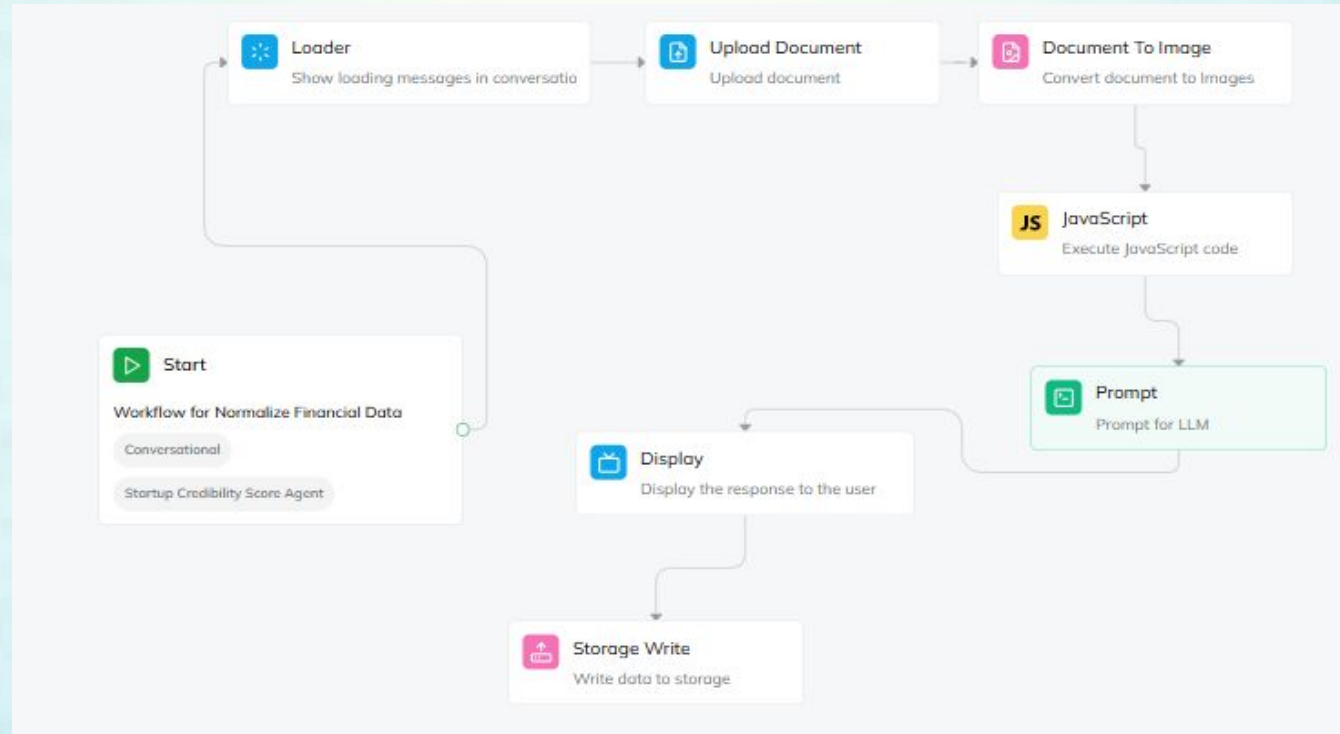 Loader
Show loading messages in conversatio
Upload Document
Upload document
Document To Image
Convert document to Images
JS
JavaScript
Execute JavaScript code
Start
Workflow for Normalize Financial Data
Conversational
Startup Credibility Score Agent
Prompt
Prompt for LLM
Display
Display the response to the user
Storage Write
Write data to storage